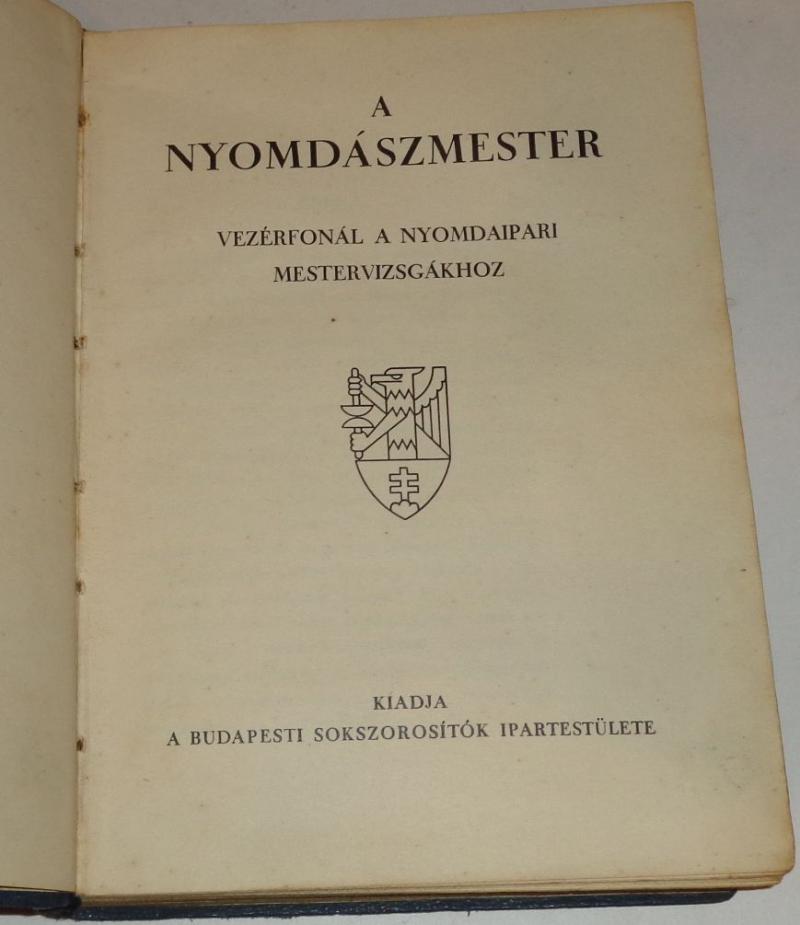 A
NYOMDÁSZMESTER
VEZÉRFONÁL A NYOMDAIPARI
MESTERVIZSGÁKHOZ
KIADJA
A BUDAPESTI SOKSZOROSÍTÓK IPARTESTÜLETE